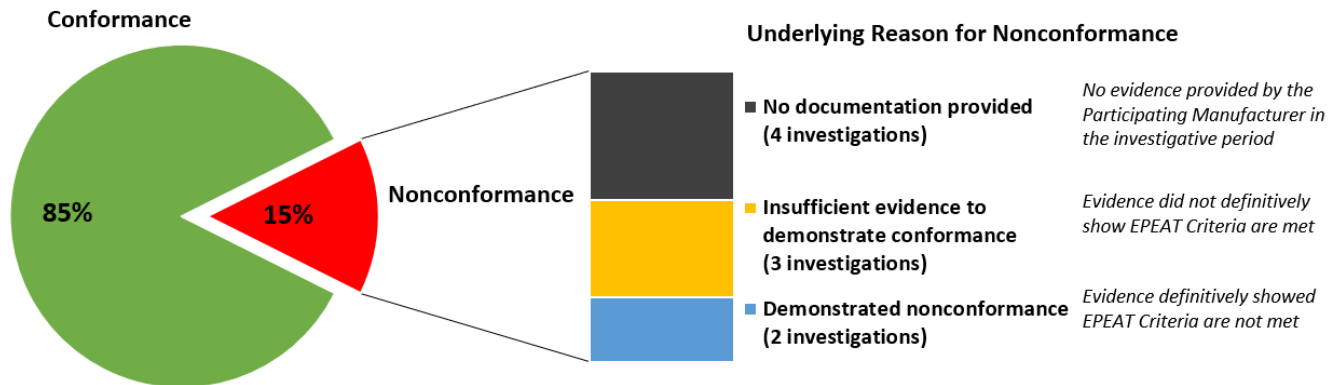 Conformance
85%
15%
Nonconformance
Underlying Reason for Nonconformance
No documentation provided
(4 investigations)
No evidence provided by the
Participating Manufacturer in
the investigative period
Insufficient evidence to
demonstrate conformance
(3 investigations)
Evidence did not definitively
show EPEAT Criteria are met
Demonstrated nonconformance
(2 investigations)
Evidence definitively showed
EPEAT Criteria are not met